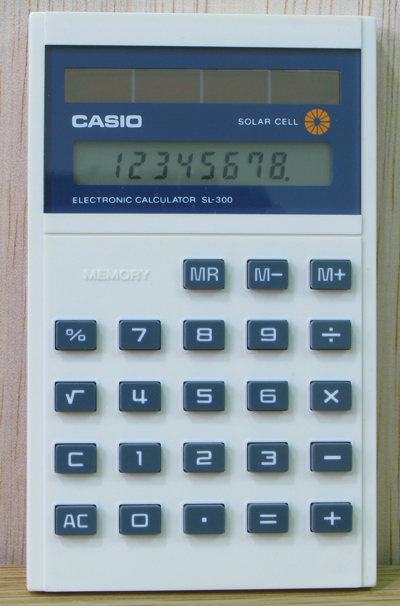 CASIO SOLAR CELL
12345678.
ELECTRONIC CALCULATOR SL-300
MEMORY MR M− M+
% 7 8 9 ÷
√ 4 5 6 ×
C 1 2 3 −
AC 0 · = +